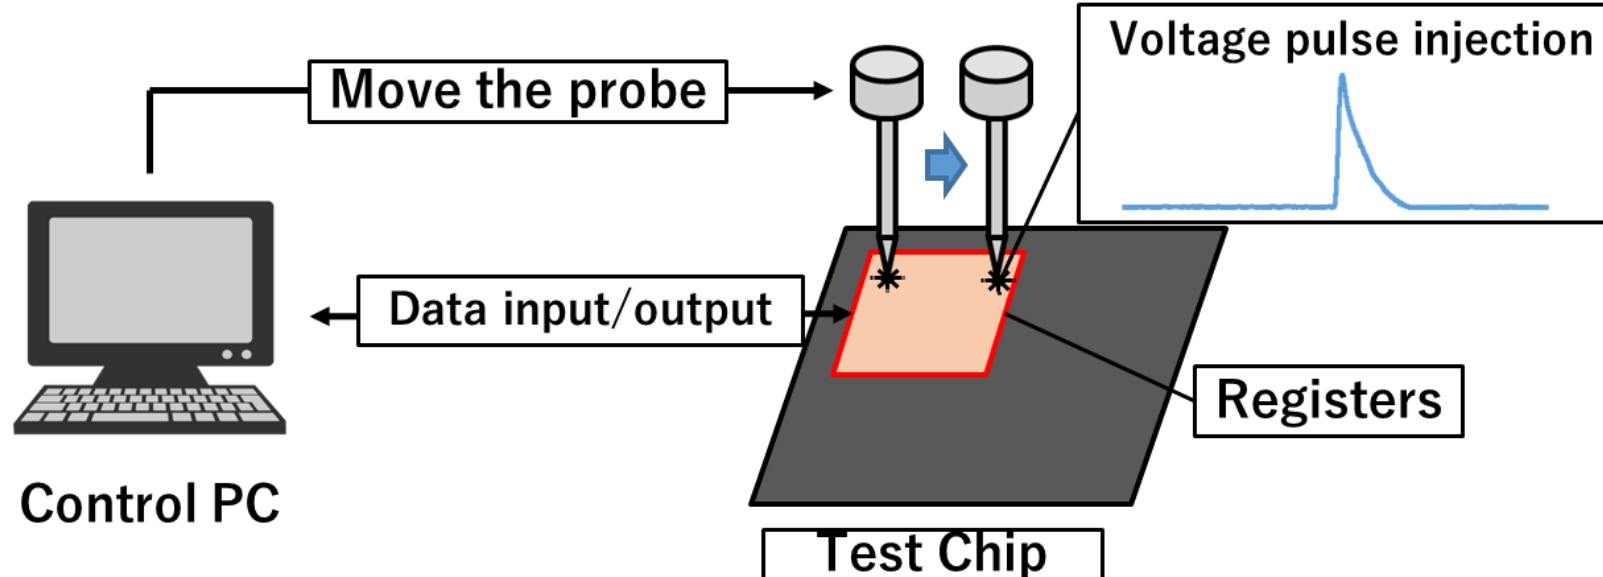 Voltage pulse injection
Move the probe
Data input/output
Registers
Control PC
Test Chip